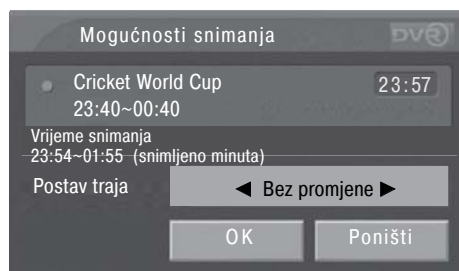 Mogućnosti snimanja DVR
Cricket World Cup 23:57
23:40~00:40
Vrijeme snimanja
23:54~01:55 (snimljeno minuta)
Postav traja ◀ Bez promjene ▶
OK Poništi